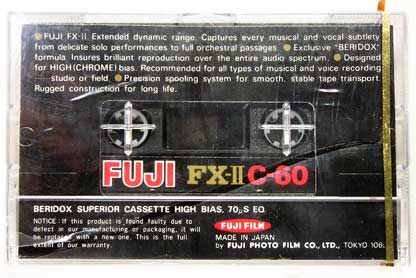 ● FUJI FX-II. Extended dynamic range. Captures every musical and vocal subtlety
from delicate solo performances to full orchestral passages. ● Exclusive "BERIDOX"
formula Insures brilliant reproduction over the entire audio spectrum. ● Designed
for HIGH (CHROME) bias. Recommended for all types of musical and voice recording
— studio or field. ● Precision spooling system for smooth, stable tape transport.
Rugged construction for long life.
FUJI FX-II C-60
BERIDOX SUPERIOR CASSETTE HIGH BIAS, 70μS EQ.
NOTICE: If this product is found faulty due to
defect in our manufacturing or packaging, it will
be replaced with a new one. This is the full
extent of our warranty.
FUJI FILM
MADE IN JAPAN
by FUJI PHOTO FILM CO., LTD., TOKYO 106,